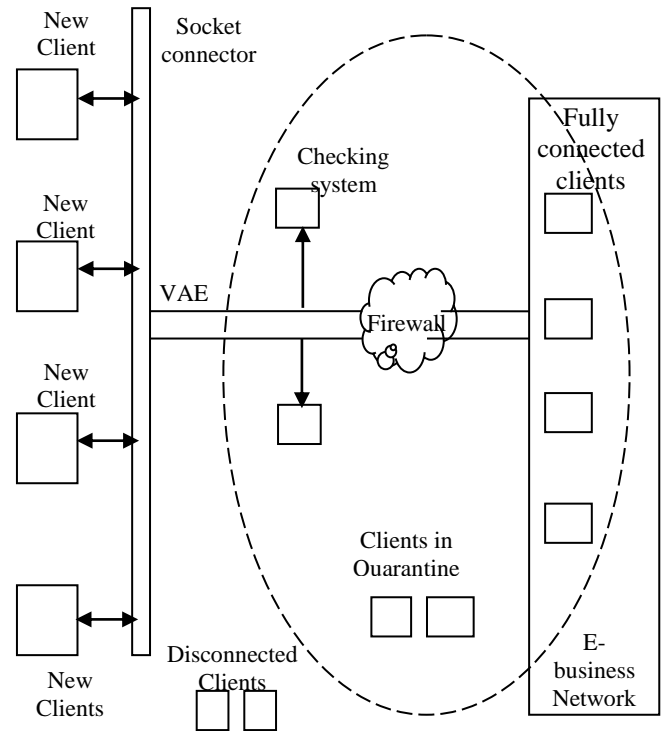 New
Client
Socket
connector
Fully
connected
clients
Checking
system
New
Client
VAE
Firewall
New
Client
Clients in
Quarantine
E-
business
Network
Disconnected
Clients
New
Clients